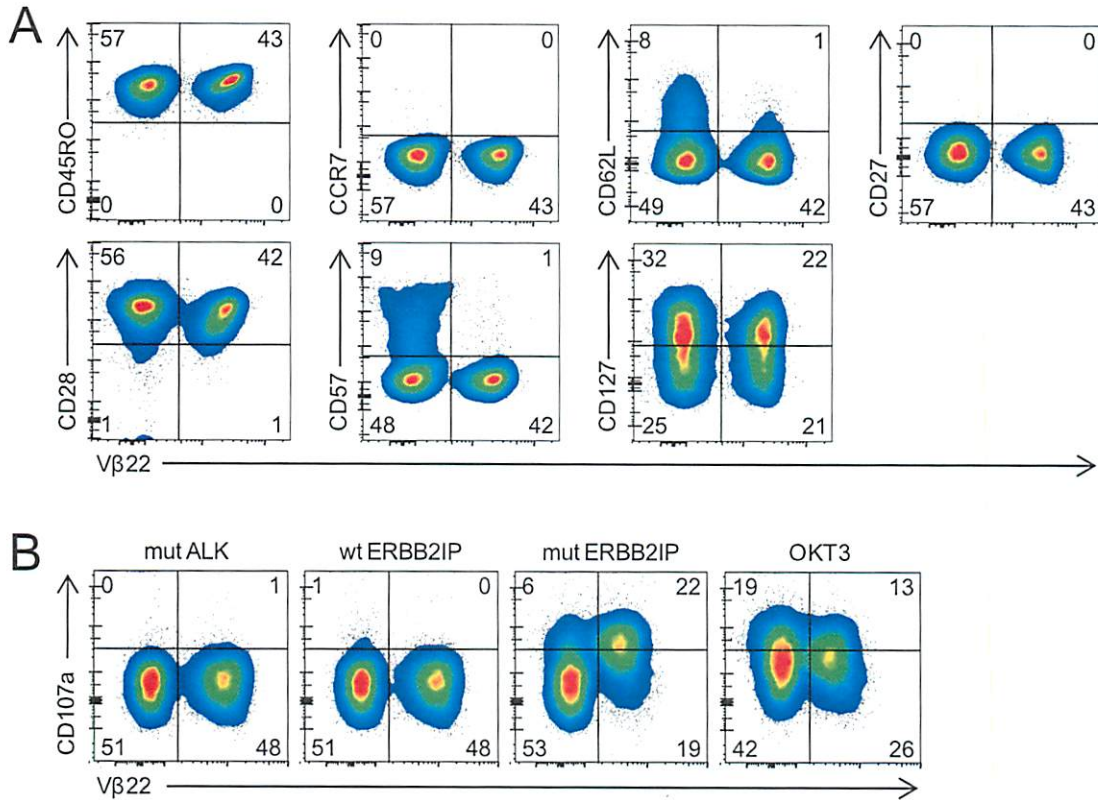 A
CD45RO
57 43
0 0
CCR7
0 0
57 43
CD62L
8 1
49 42
CD27
0 0
57 43
CD28
56 42
1 1
CD57
9 1
48 42
CD127
32 22
25 21
Vβ22
B
mut ALK
wt ERBB2IP
mut ERBB2IP
OKT3
CD107a
0 1
51 48
1 0
51 48
6 22
53 19
19 13
42 26
Vβ22